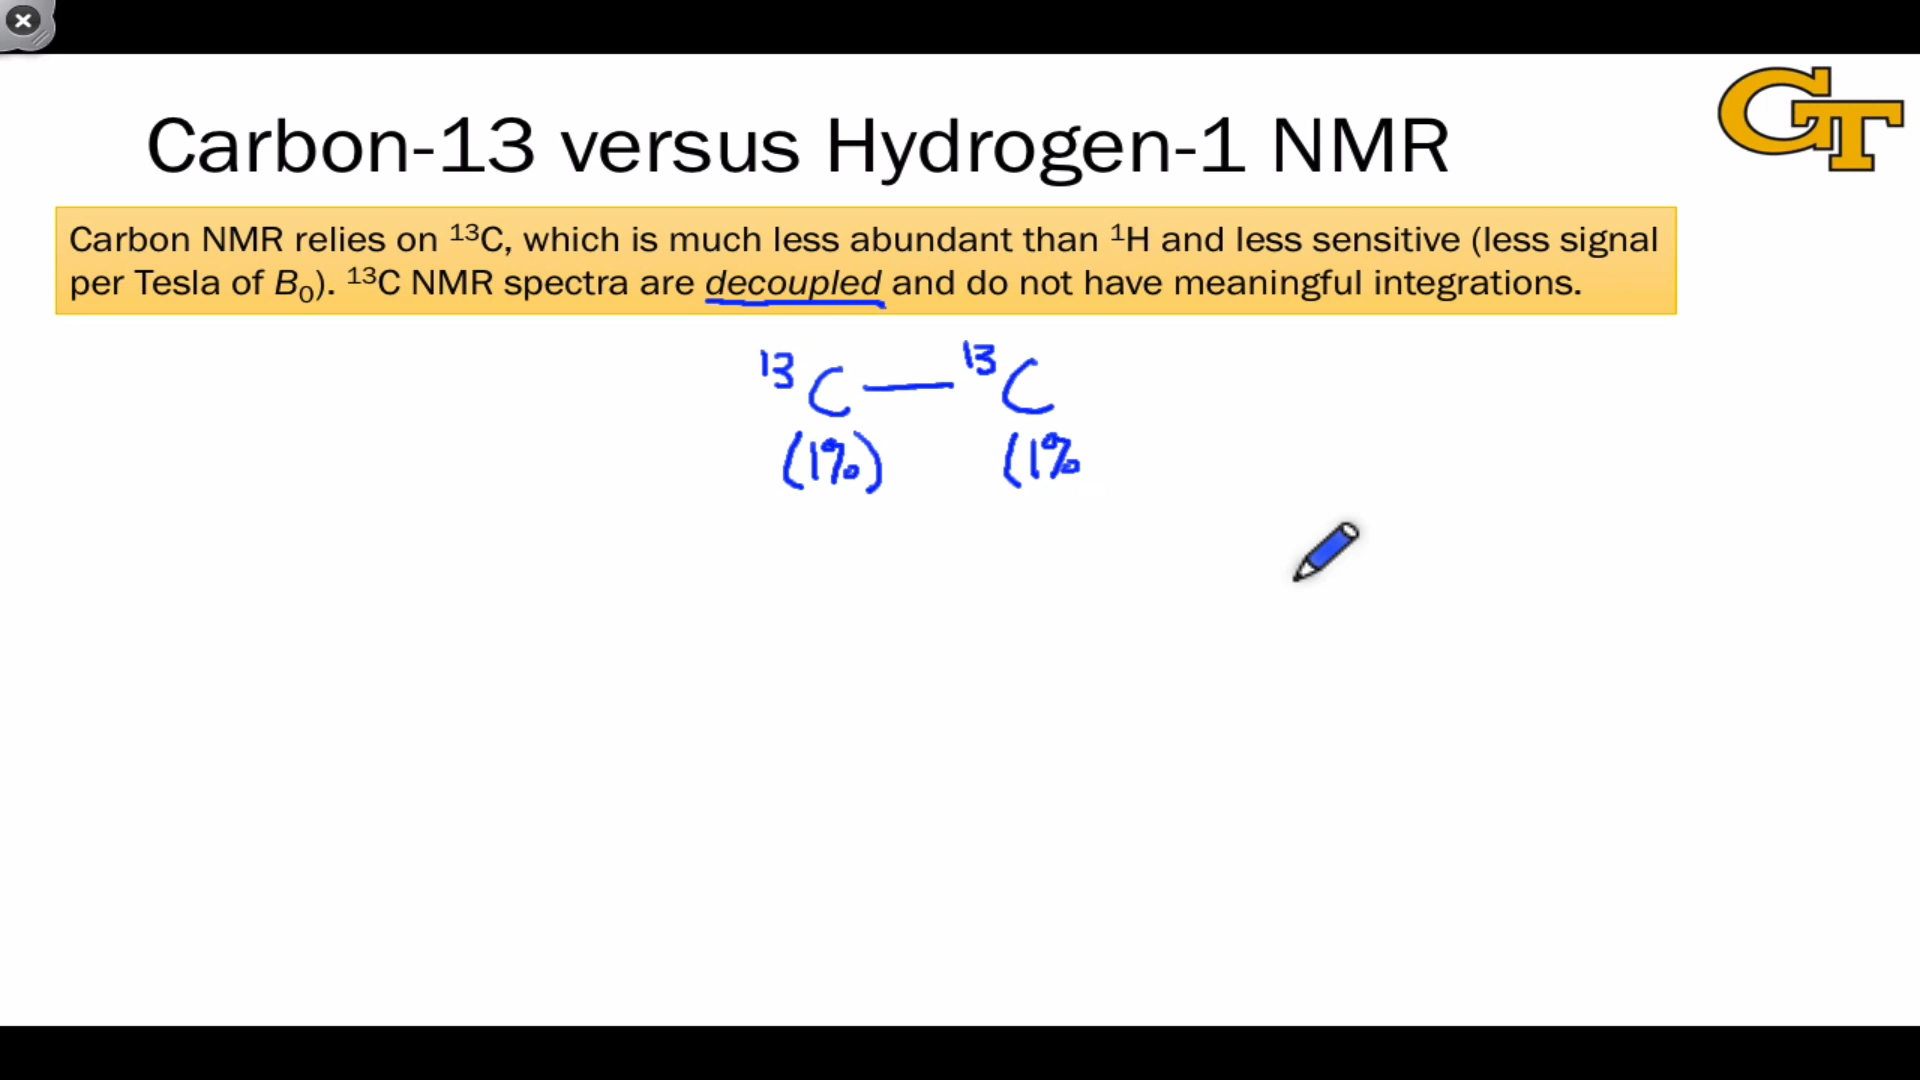 GT
Carbon-13 versus Hydrogen-1 NMR
Carbon NMR relies on ¹³C, which is much less abundant than ¹H and less sensitive (less signal
per Tesla of B₀). ¹³C NMR spectra are decoupled and do not have meaningful integrations.
¹³C — ¹³C
(1%) (1%